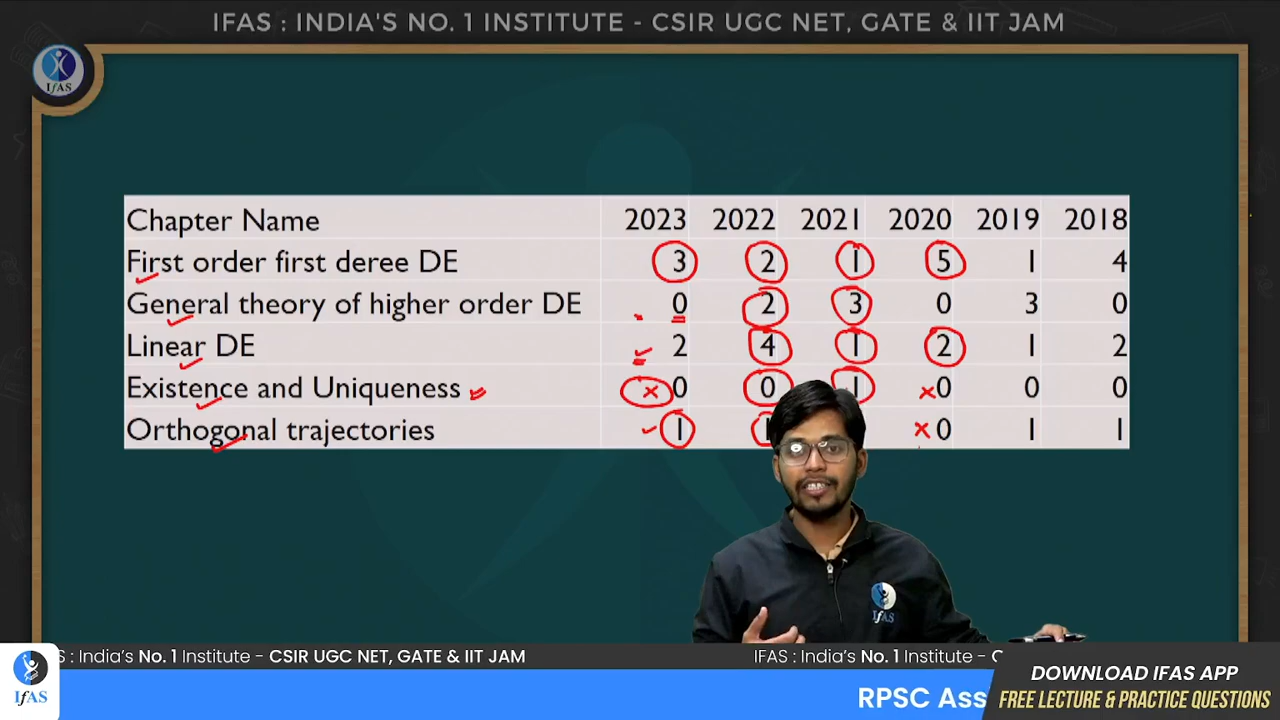 IFAS : INDIA'S NO. 1 INSTITUTE - CSIR UGC NET, GATE & IIT JAM
IfAS
Chapter Name 2023 2022 2021 2020 2019 2018
First order first deree DE 3 2 1 5 1 4
General theory of higher order DE 0 2 3 0 3 0
Linear DE 2 4 1 2 1 2
Existence and Uniqueness 0 0 1 0 0 0
Orthogonal trajectories 1 1 0 1 1
IfAS
S : India's No. 1 Institute - CSIR UGC NET, GATE & IIT JAM IFAS : India's No. 1 Institute -
IfAS
RPSC Ass
DOWNLOAD IFAS APP
FREE LECTURE & PRACTICE QUESTIONS